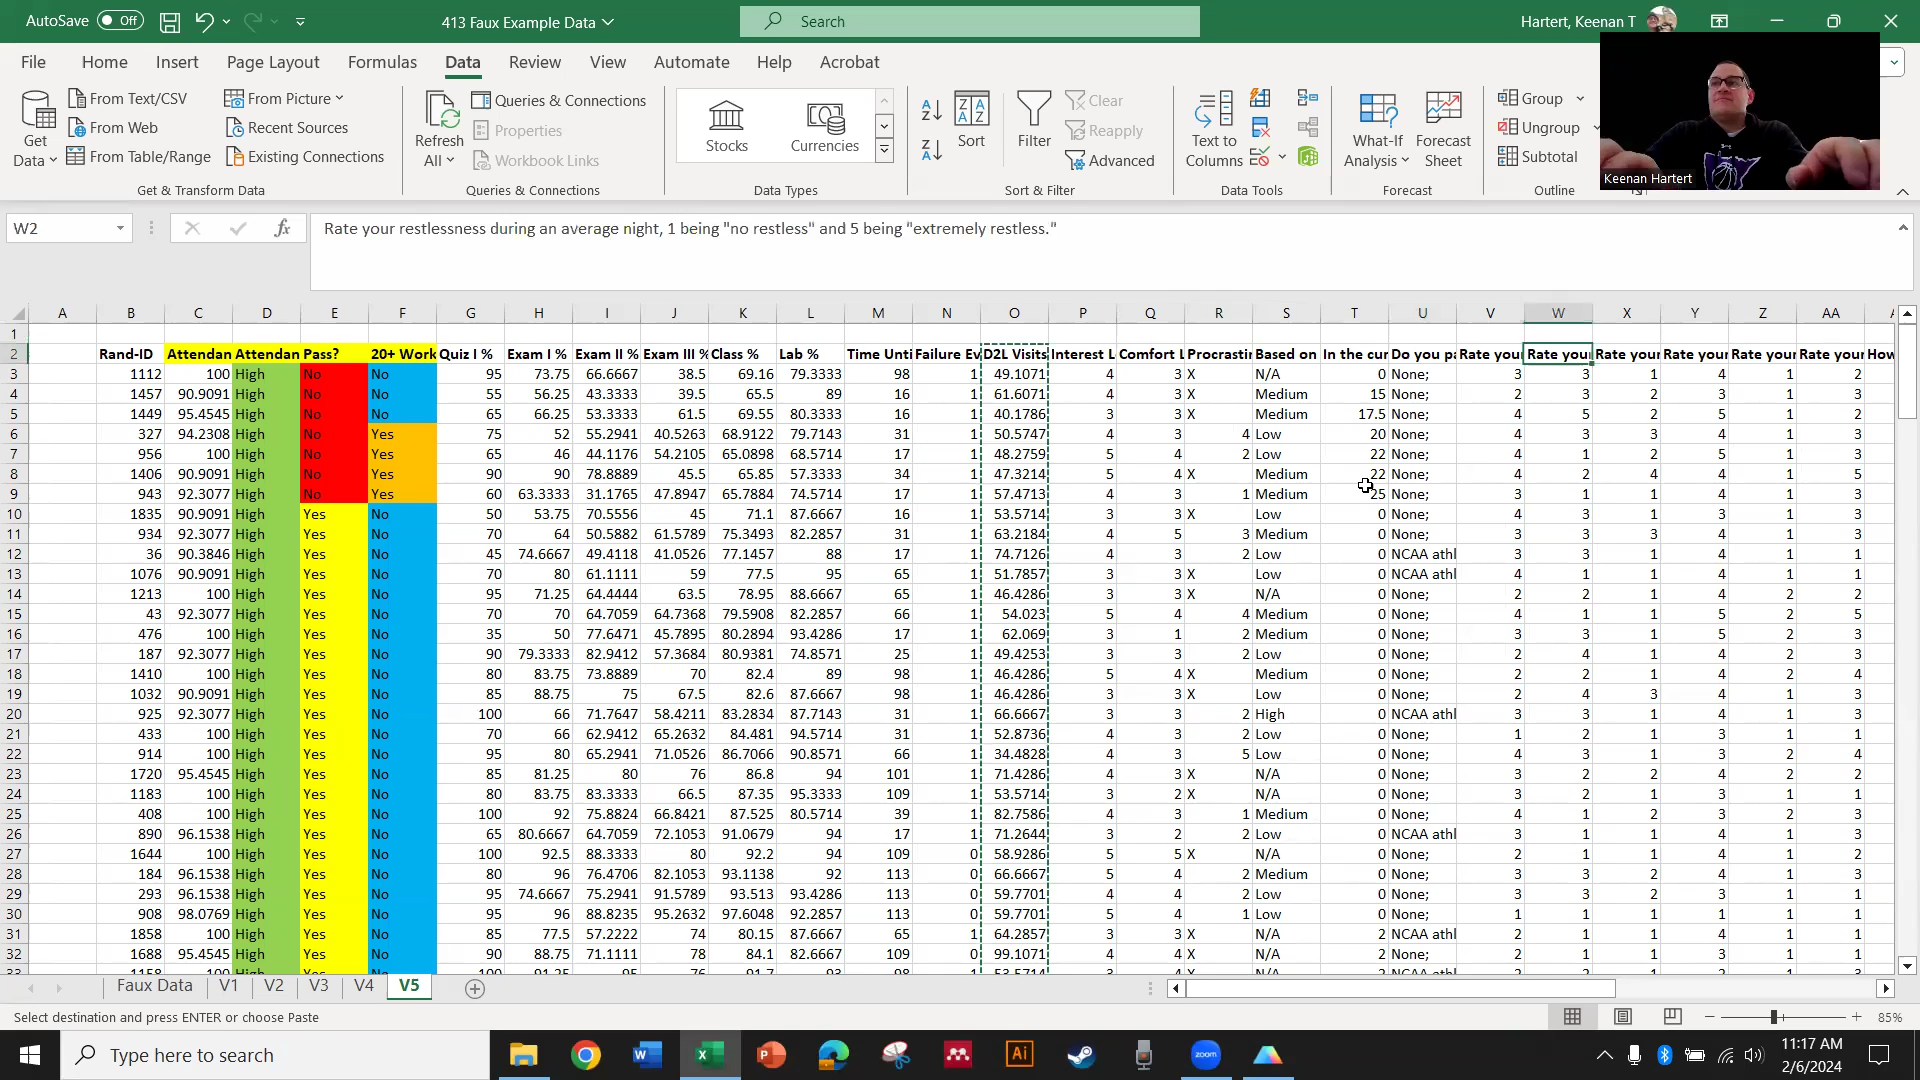 AutoSave Off 413 Faux Example Data Search Hartert, Keenan T
File Home Insert Page Layout Formulas Data Review View Automate Help Acrobat
From Text/CSV From Picture Queries & Connections Clear Group
From Web Recent Sources Properties Reapply Ungroup
From Table/Range Existing Connections Workbook Links Advanced Subtotal
Get Data Refresh All Stocks Currencies Sort Filter Text to Columns What-If Analysis Forecast Sheet
Get & Transform Data Queries & Connections Data Types Sort & Filter Data Tools Forecast Outline
Keenan Hartert
W2 fx Rate your restlessness during an average night, 1 being "no restless" and 5 being "extremely restless."
A B C D E F G H I J K L M N O P Q R S T U V W X Y Z AA
1
2 Rand-ID Attendan Attendan Pass? 20+ Work Quiz I % Exam I % Exam II % Exam III % Class % Lab % Time Unti Failure Ev D2L Visits Interest L Comfort L Procrastin Based on In the cur Do you pa Rate your Rate your Rate your Rate your Rate your Rate your How
3 1112 100 High No No 95 73.75 66.6667 38.5 69.16 79.3333 98 1 49.1071 4 3 X N/A 0 None; 3 3 1 4 1 2
4 1457 90.9091 High No No 55 56.25 43.3333 39.5 65.5 89 16 1 61.6071 4 3 X Medium 15 None; 2 3 2 3 1 3
5 1449 95.4545 High No No 65 66.25 53.3333 61.5 69.55 80.3333 16 1 40.1786 3 3 X Medium 17.5 None; 4 5 2 5 1 2
6 327 94.2308 High No Yes 75 52 55.2941 40.5263 68.9122 79.7143 31 1 50.5747 4 3 4 Low 20 None; 4 3 3 4 1 3
7 956 100 High No Yes 65 46 44.1176 54.2105 65.0898 68.5714 17 1 48.2759 5 4 2 Low 22 None; 4 1 2 5 1 3
8 1406 90.9091 High No Yes 90 90 78.8889 45.5 65.85 57.3333 34 1 47.3214 5 4 X Medium 22 None; 4 2 4 4 1 5
9 943 92.3077 High No Yes 60 63.3333 31.1765 47.8947 65.7884 74.5714 17 1 57.4713 4 3 1 Medium 25 None; 3 1 1 4 1 3
10 1835 90.9091 High Yes No 50 53.75 70.5556 45 71.1 87.6667 16 1 53.5714 3 3 X Low 0 None; 4 3 1 3 1 3
11 934 92.3077 High Yes No 70 64 50.5882 61.5789 75.3493 82.2857 31 1 63.2184 4 5 3 Medium 0 None; 3 3 3 4 1 3
12 36 90.3846 High Yes No 45 74.6667 49.4118 41.0526 77.1457 88 17 1 74.7126 4 3 2 Low 0 NCAA athl 3 3 1 4 1 1
13 1076 90.9091 High Yes No 70 80 61.1111 59 77.5 95 65 1 51.7857 3 3 X Low 0 NCAA athl 4 1 1 4 1 1
14 1213 100 High Yes No 95 71.25 64.4444 63.5 78.95 88.6667 65 1 46.4286 3 3 X N/A 0 None; 2 2 1 4 2 2
15 43 92.3077 High Yes No 70 70 64.7059 64.7368 79.5908 82.2857 66 1 54.023 5 4 4 Medium 0 None; 4 1 1 5 2 5
16 476 100 High Yes No 35 50 77.6471 45.7895 80.2894 93.4286 17 1 62.069 3 1 2 Medium 0 None; 3 3 1 5 2 3
17 187 92.3077 High Yes No 90 79.3333 82.9412 57.3684 80.9381 74.8571 25 1 49.4253 3 3 2 Low 0 None; 2 4 1 4 2 3
18 1410 100 High Yes No 80 83.75 73.8889 70 82.4 89 98 1 46.4286 5 4 X Medium 0 None; 2 2 1 4 2 4
19 1032 90.9091 High Yes No 85 88.75 75 67.5 82.6 87.6667 98 1 46.4286 3 3 X Low 0 None; 2 4 3 4 1 3
20 925 92.3077 High Yes No 100 66 71.7647 58.4211 83.2834 87.7143 31 1 66.6667 3 3 2 High 0 NCAA athl 3 3 1 4 1 3
21 433 100 High Yes No 70 66 62.9412 65.2632 84.481 94.5714 31 1 52.8736 4 3 2 Low 0 None; 1 2 1 3 1 1
22 914 100 High Yes No 95 80 65.2941 71.0526 86.7066 90.8571 66 1 34.4828 4 3 5 Low 0 None; 4 3 1 3 2 4
23 1720 95.4545 High Yes No 85 81.25 80 76 86.8 94 101 1 71.4286 4 3 X N/A 0 None; 3 2 2 4 2 2
24 1183 100 High Yes No 80 83.75 83.3333 66.5 87.35 95.3333 109 1 53.5714 3 2 X N/A 0 None; 3 2 1 3 1 1
25 408 100 High Yes No 100 92 75.8824 66.8421 87.525 80.5714 39 1 82.7586 4 3 1 Medium 0 None; 4 1 2 3 2 3
26 890 96.1538 High Yes No 65 80.6667 64.7059 72.1053 91.0679 94 17 1 71.2644 3 2 2 Low 0 NCAA athl 3 1 1 4 1 3
27 1644 100 High Yes No 100 92.5 88.3333 80 92.2 94 109 0 58.9286 5 5 X N/A 0 None; 2 1 1 4 1 2
28 184 96.1538 High Yes No 80 96 76.4706 82.1053 93.1138 92 113 0 66.6667 5 4 2 Medium 0 None; 3 3 1 4 1 3
29 293 96.1538 High Yes No 95 74.6667 75.2941 91.5789 93.513 93.4286 113 0 59.7701 4 4 2 Low 0 None; 3 3 2 3 1 1
30 908 98.0769 High Yes No 95 96 88.8235 95.2632 97.6048 92.2857 113 0 59.7701 5 4 1 Low 0 None; 1 1 1 1 1 1
31 1858 100 High Yes No 85 77.5 57.2222 74 80.15 87.6667 65 1 64.2857 3 3 X N/A 2 NCAA athl 2 1 1 4 1 1
32 1688 95.4545 High Yes No 90 88.75 71.1111 78 84.1 82.6667 109 0 99.1071 4 4 X N/A 2 None; 2 1 1 3 1 1
Faux Data V1 V2 V3 V4 V5
Select destination and press ENTER or choose Paste 85%
Type here to search zoom Ai 11:17 AM
2/6/2024